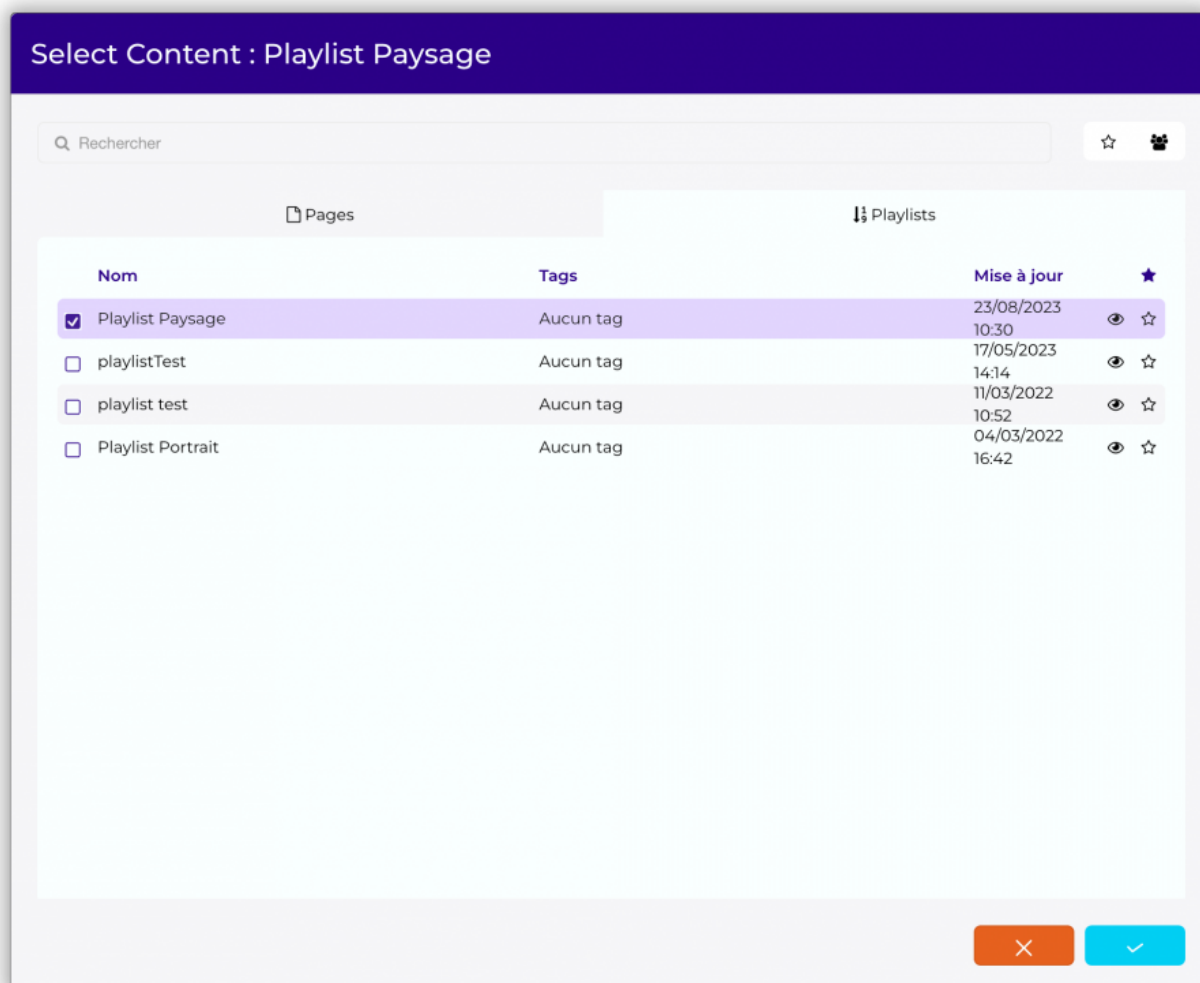 Select Content : Playlist Paysage
Rechercher
Pages
Playlists
Nom Tags Mise à jour
Playlist Paysage Aucun tag 23/08/2023
10:30
playlistTest Aucun tag 17/05/2023
14:14
playlist test Aucun tag 11/03/2022
10:52
Playlist Portrait Aucun tag 04/03/2022
16:42